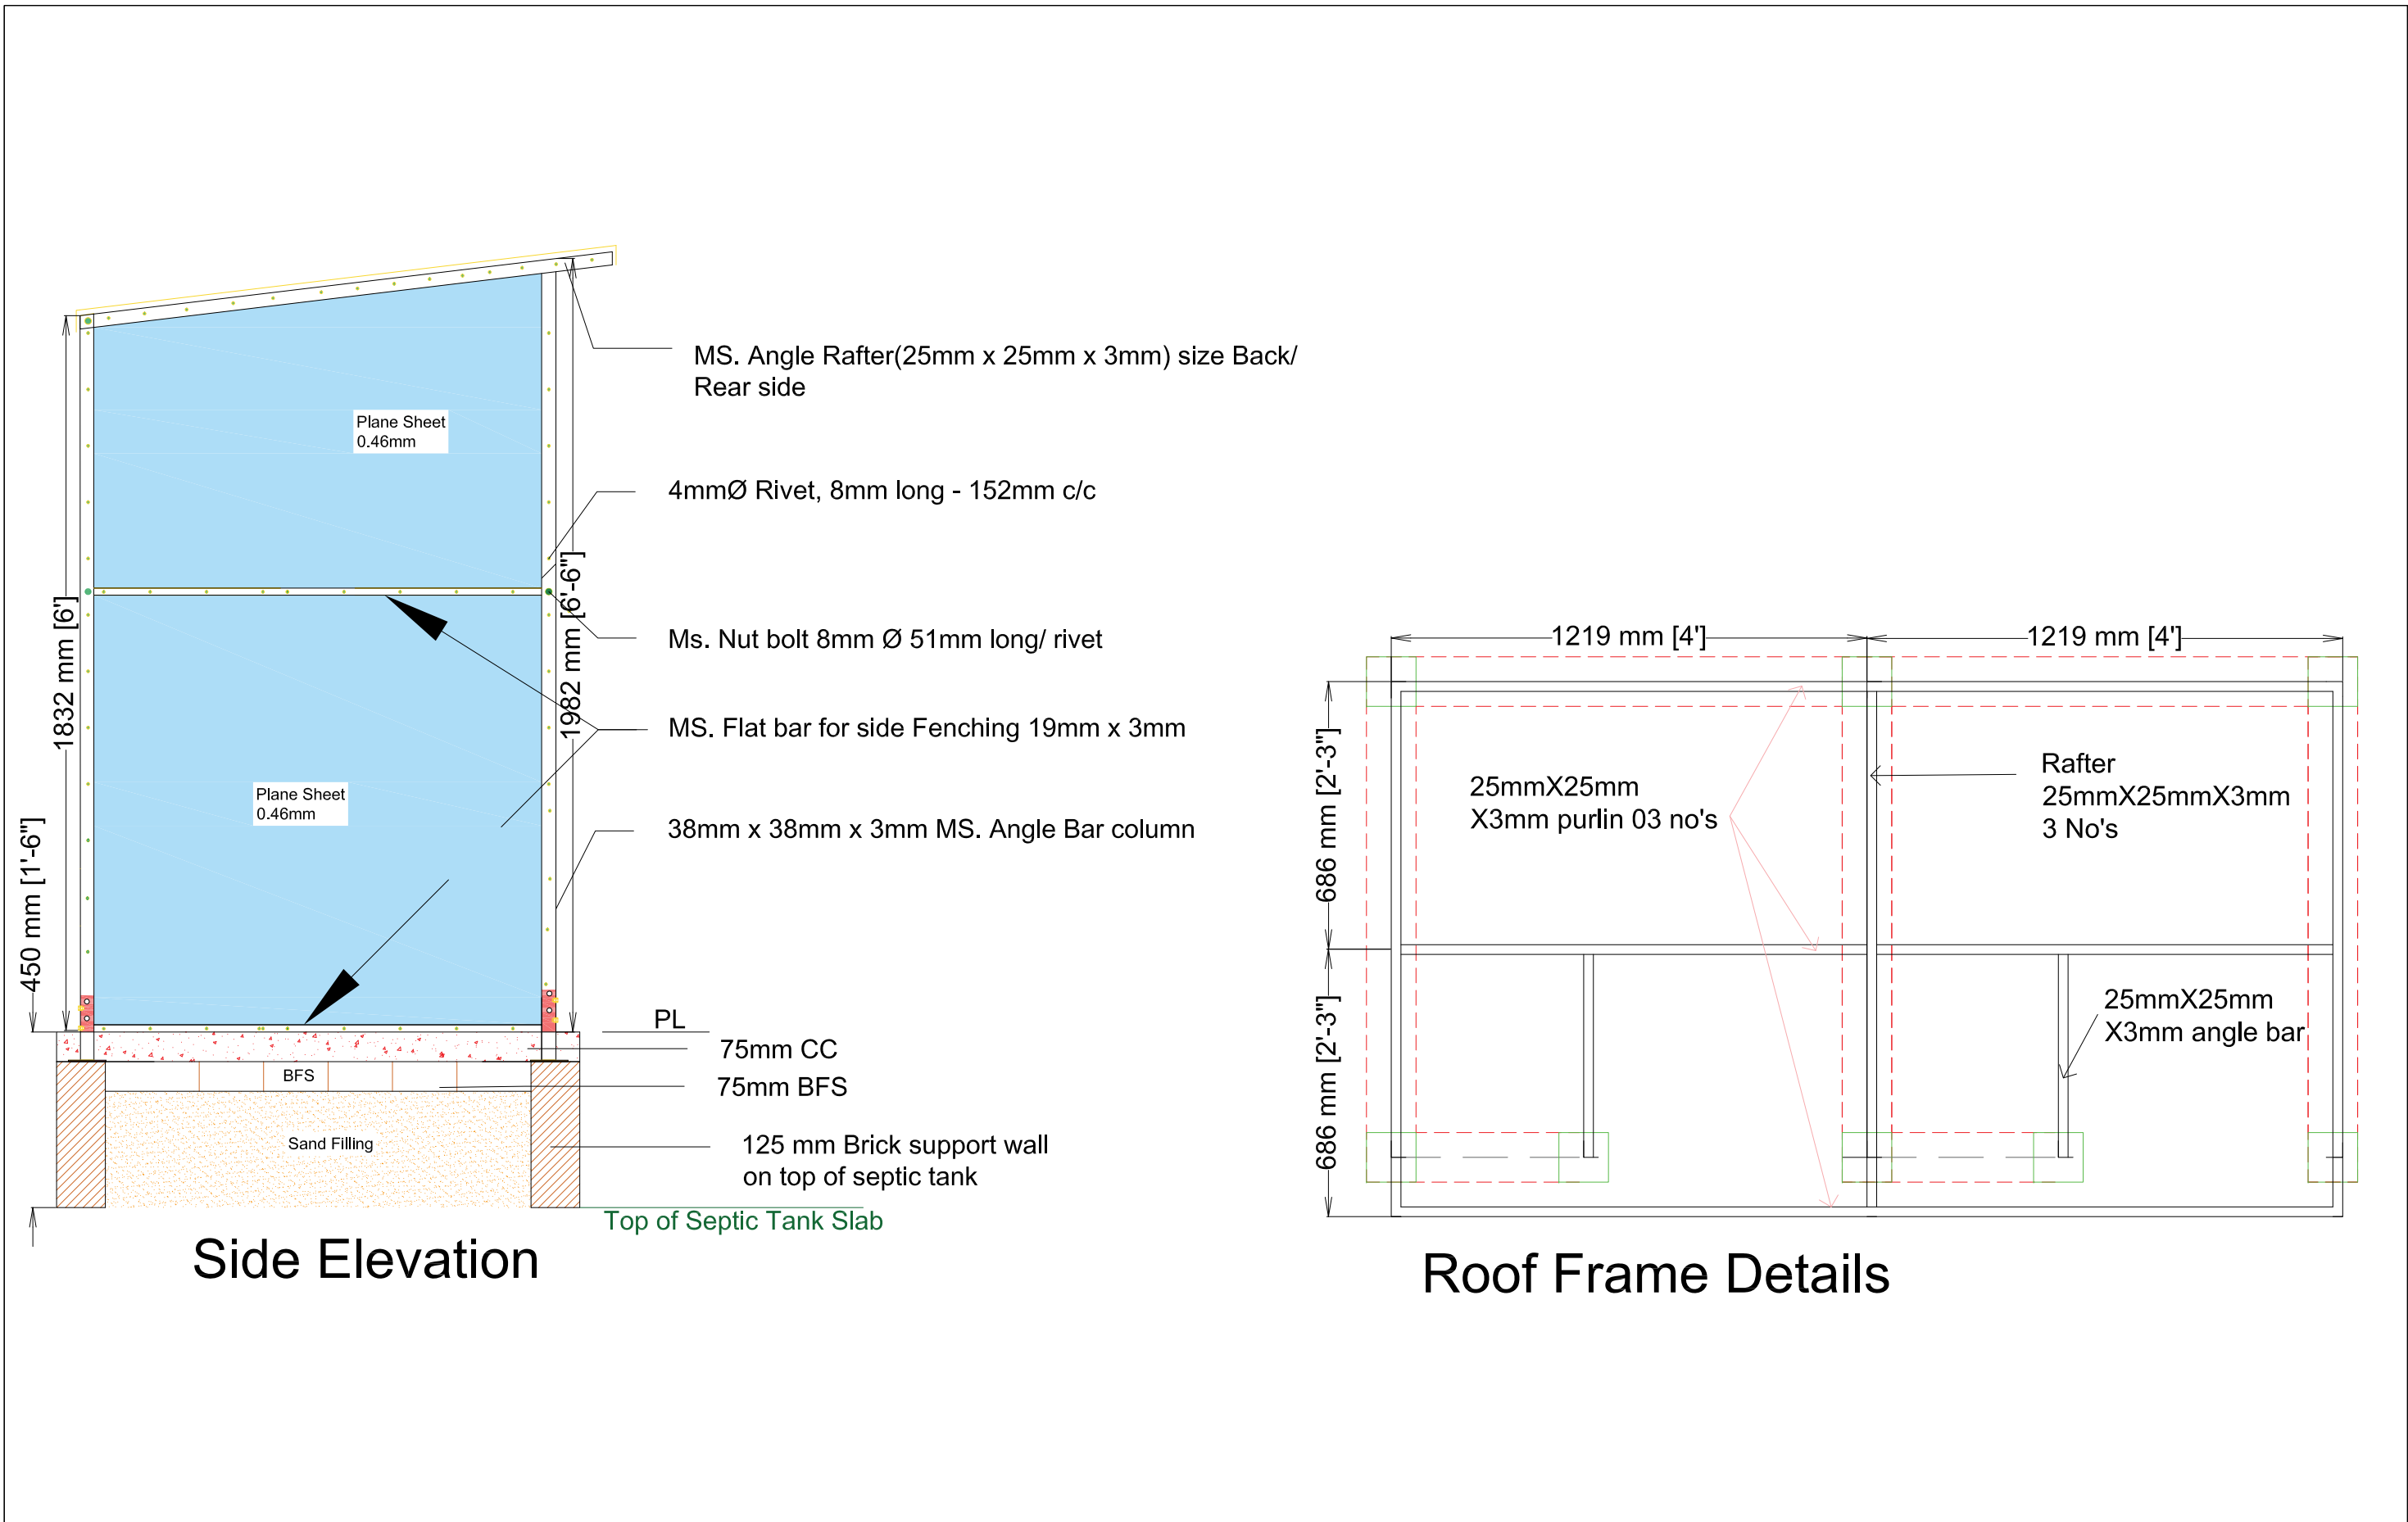 MS. Angle Rafter(25mm x 25mm x 3mm) size Back/
Rear side
Plane Sheet
0.46mm
4mmØ Rivet, 8mm long - 152mm c/c
1832 mm [6']
1982 mm [6'-6"]
Ms. Nut bolt 8mm Ø 51mm long/ rivet
MS. Flat bar for side Fenching 19mm x 3mm
Plane Sheet
0.46mm
38mm x 38mm x 3mm MS. Angle Bar column
450 mm [1'-6"]
PL
75mm CC
BFS
75mm BFS
Sand Filling
125 mm Brick support wall
on top of septic tank
Top of Septic Tank Slab
Side Elevation
1219 mm [4']
1219 mm [4']
686 mm [2'-3"]
25mmX25mm
X3mm purlin 03 no's
Rafter
25mmX25mmX3mm
3 No's
686 mm [2'-3"]
25mmX25mm
X3mm angle bar
Roof Frame Details